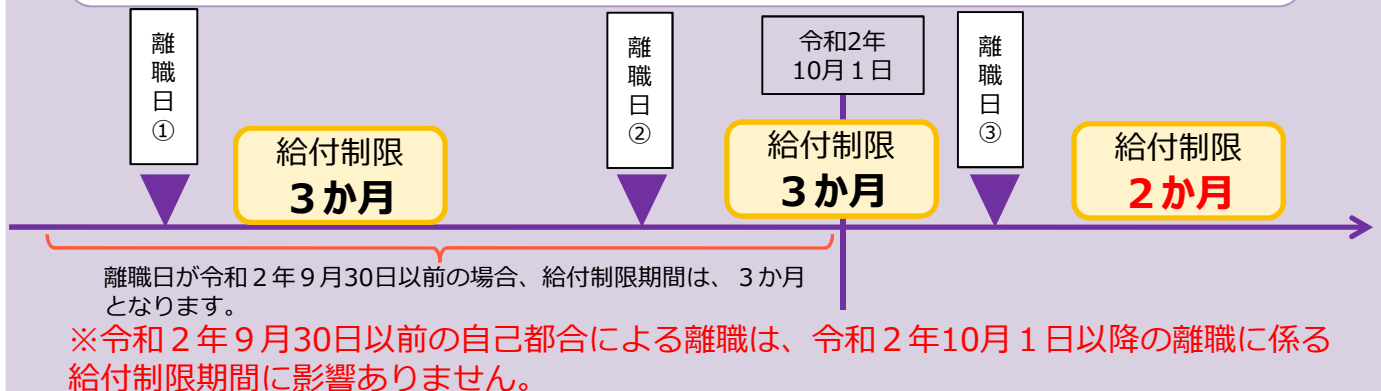 離職日①
離職日②
令和2年
10月１日
離職日③
給付制限
３か月
給付制限
３か月
給付制限
２か月
離職日が令和２年９月30日以前の場合、給付制限期間は、３か月
となります。
※令和２年９月30日以前の自己都合による離職は、令和２年10月１日以降の離職に係る
給付制限期間に影響ありません。